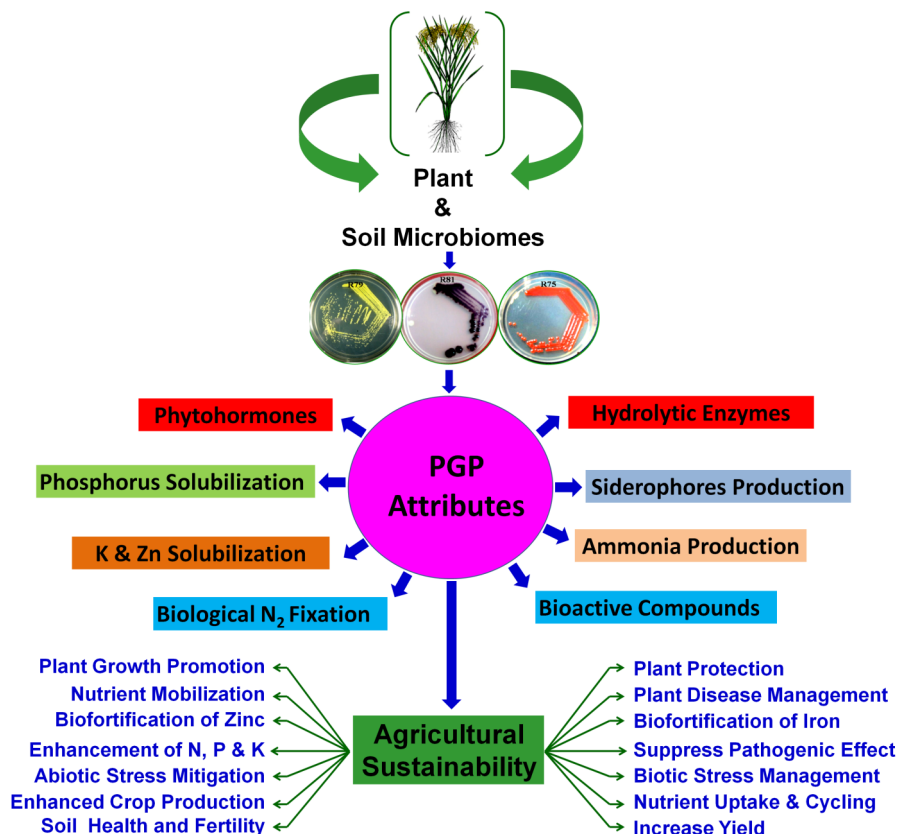 Plant
&
Soil Microbiomes
R79
R81
R75
Phytohormones
Hydrolytic Enzymes
PGP
Attributes
Phosphorus Solubilization
Siderophores Production
K & Zn Solubilization
Ammonia Production
Biological N₂ Fixation
Bioactive Compounds
Plant Growth Promotion
Nutrient Mobilization
Biofortification of Zinc
Enhancement of N, P & K
Abiotic Stress Mitigation
Enhanced Crop Production
Soil Health and Fertility
Agricultural
Sustainability
Plant Protection
Plant Disease Management
Biofortification of Iron
Suppress Pathogenic Effect
Biotic Stress Management
Nutrient Uptake & Cycling
Increase Yield